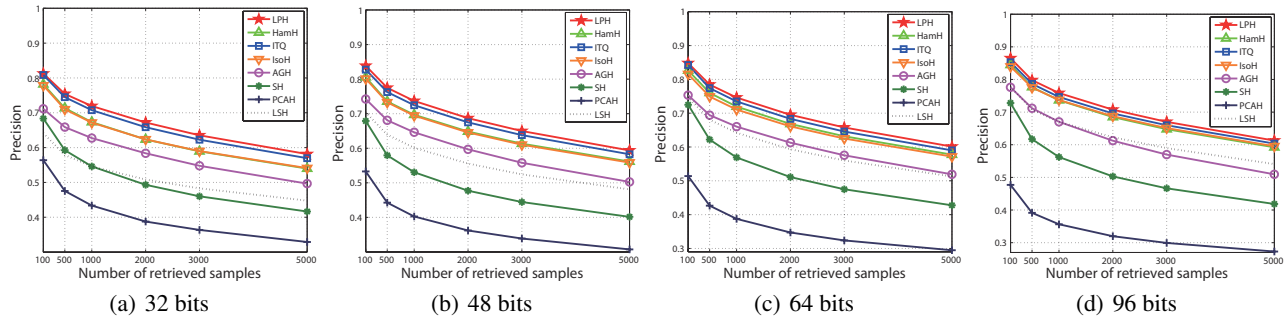 1
0.9
0.8
0.7
0.6
0.5
0.4
Precision
100 500 1000 2000 3000 5000
Number of retrieved samples
LPH
HamH
ITQ
IsoH
AGH
SH
PCAH
LSH
(a) 32 bits
1
0.9
0.8
0.7
0.6
0.5
0.4
Precision
100 500 1000 2000 3000 5000
Number of retrieved samples
LPH
HamH
ITQ
IsoH
AGH
SH
PCAH
LSH
(b) 48 bits
1
0.9
0.8
0.7
0.6
0.5
0.4
0.3
Precision
100 500 1000 2000 3000 5000
Number of retrieved samples
LPH
HamH
ITQ
IsoH
AGH
SH
PCAH
LSH
(c) 64 bits
1
0.9
0.8
0.7
0.6
0.5
0.4
0.3
Precision
100 500 1000 2000 3000 5000
Number of retrieved samples
LPH
HamH
ITQ
IsoH
AGH
SH
PCAH
LSH
(d) 96 bits